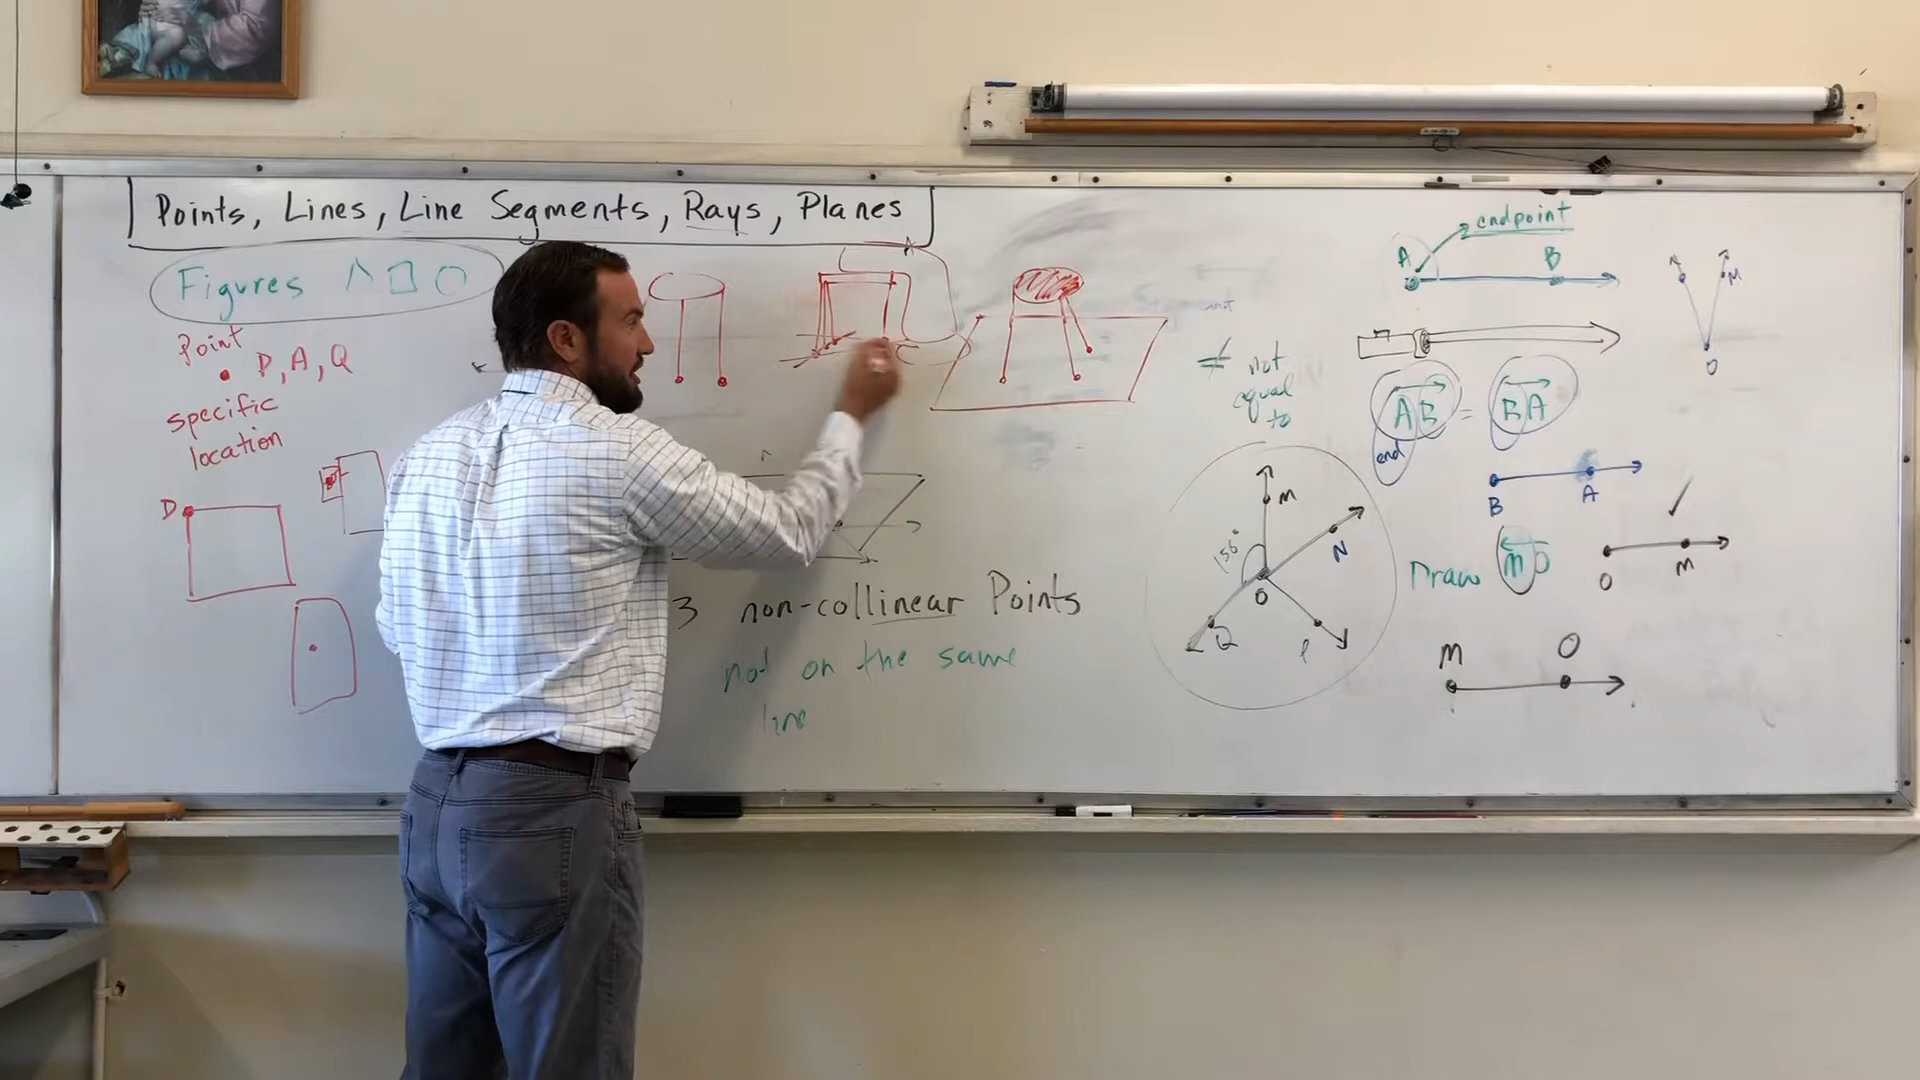 Points, Lines, Line Segments, Rays, Planes
Figures
Point
D, A, Q
specific
location
D
3 non-collinear Points
not on the same
line
endpoint
A B
≠ not
equal
to
AB = BA
end
B A
M
N
156°
O
Q
P
Draw MO
O M
M O
M
O